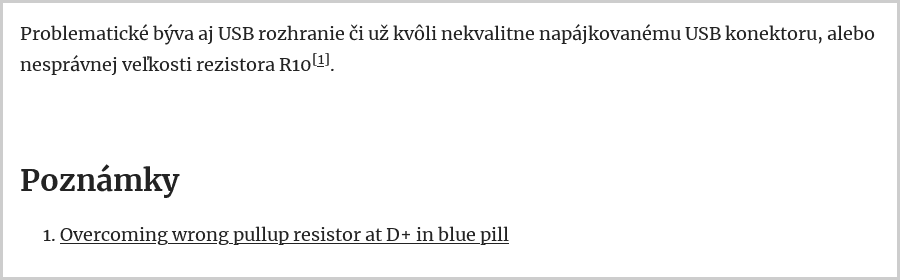 Problematické býva aj USB rozhranie či už kvôli nekvalitne napájkovanému USB konektoru, alebo
nesprávnej veľkosti rezistora R10[1].
Poznámky
1. Overcoming wrong pullup resistor at D+ in blue pill